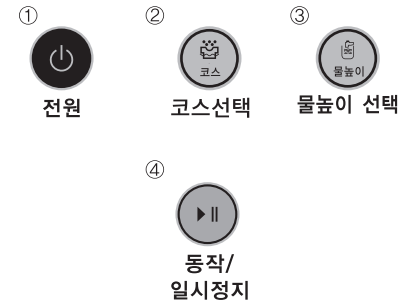 ① ② ③
코스 물높이
전원 코스선택 물높이 선택
④
동작/
일시정지